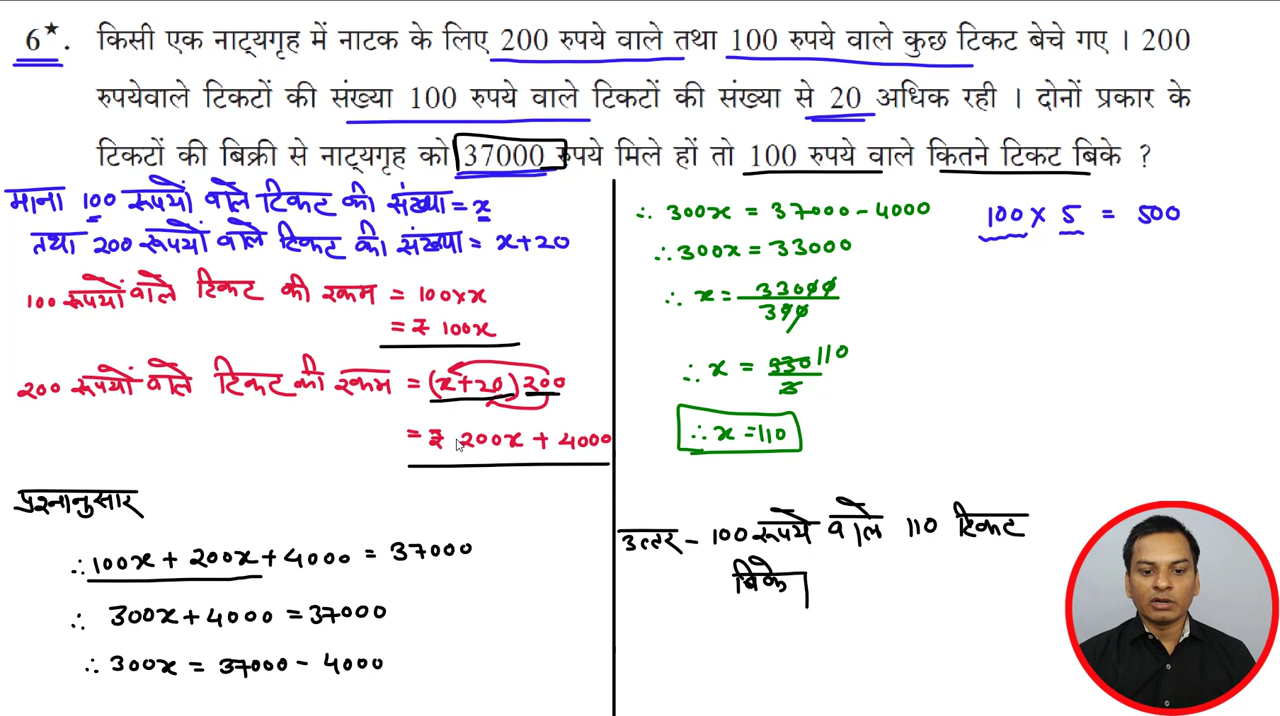 6★. किसी एक नाट्यगृह में नाटक के लिए 200 रुपये वाले तथा 100 रुपये वाले कुछ टिकट बेचे गए । 200
रुपयेवाले टिकटों की संख्या 100 रुपये वाले टिकटों की संख्या से 20 अधिक रही । दोनों प्रकार के
टिकटों की बिक्री से नाट्यगृह को 37000 रुपये मिले हों तो 100 रुपये वाले कितने टिकट बिके ?
माना 100 रूपयों वाले टिकट की संख्या = x
तथा 200 रूपयों वाले टिकट की संख्या = x+20
100 रूपयों वाले टिकट की रकम = 100×x
= ₹ 100x
200 रूपयों वाले टिकट की रकम = (x+20) 200
= ₹ 200x + 4000
प्रश्नानुसार
∴ 100x + 200x + 4000 = 37000
∴ 300x + 4000 = 37000
∴ 300x = 37000 - 4000
∴ 300x = 37000 - 4000
∴ 300x = 33000
∴ x = 33000/300
∴ x = 330/3 110
∴ x = 110
100 × 5 = 500
उत्तर - 100 रूपये वाले 110 टिकट
बिके।